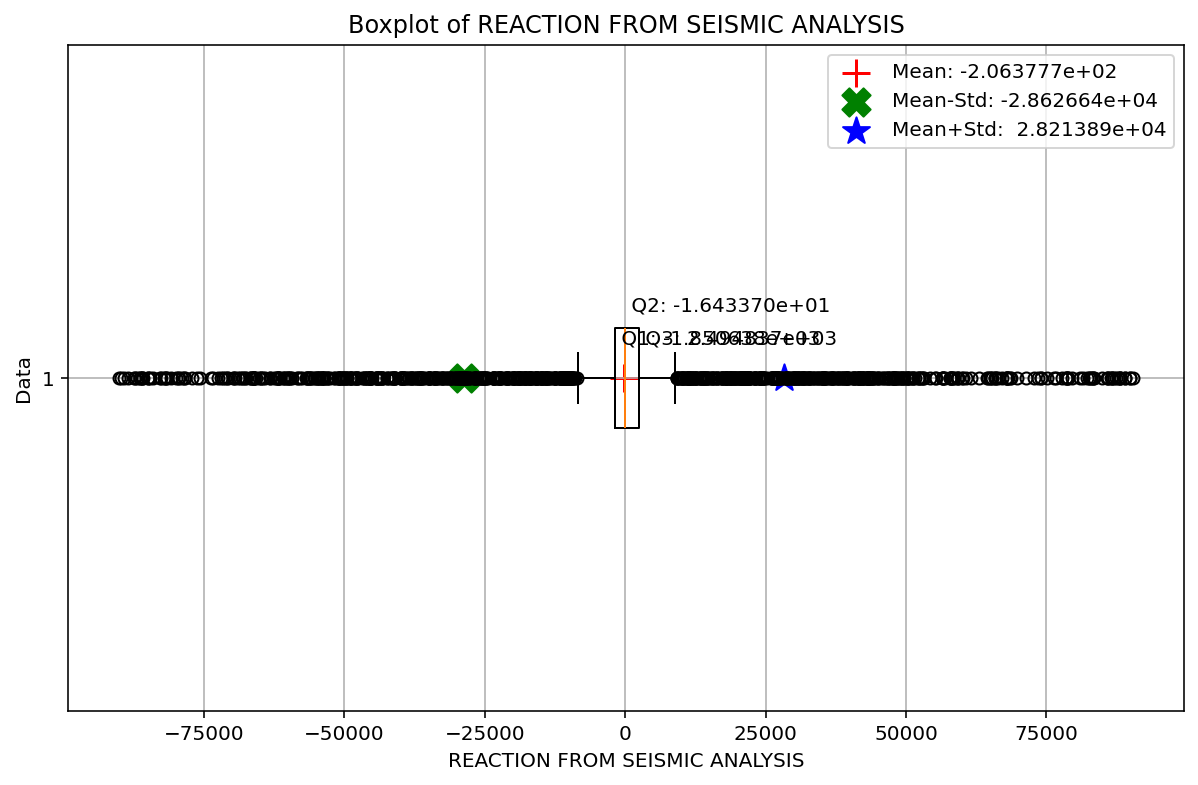 Boxplot of REACTION FROM SEISMIC ANALYSIS
Mean: -2.063777e+02
Mean-Std: -2.862664e+04
Mean+Std:  2.821389e+04
Q2: -1.643370e+01
Data
1
−75000
−50000
−25000
0
25000
50000
75000
REACTION FROM SEISMIC ANALYSIS